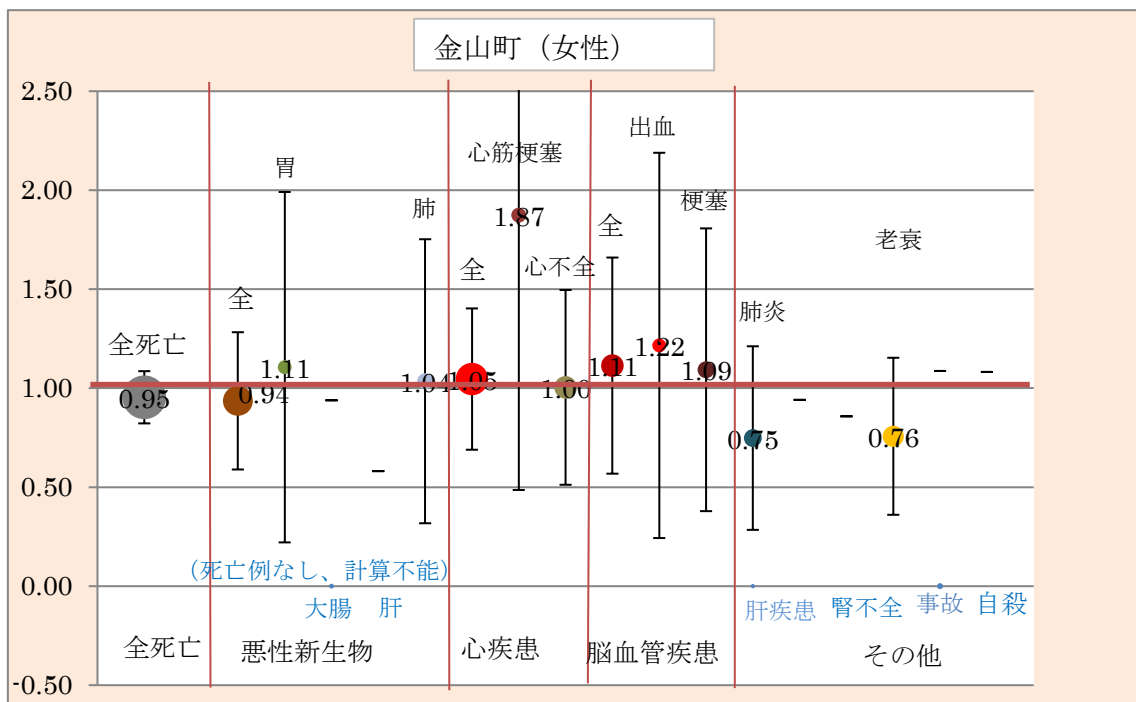 金山町（女性）
2.50
2.00
1.50
1.00
0.50
0.00
-0.50
全死亡
0.95
全
0.94
胃
1.11
肺
1.04
心筋梗塞
1.87
全
1.05
心不全
1.00
出血
1.22
全
1.11
梗塞
1.09
肺炎
0.75
老衰
0.76
（死亡例なし、計算不能）
大腸 肝
肝疾患 腎不全 事故 自殺
全死亡 悪性新生物 心疾患 脳血管疾患 その他